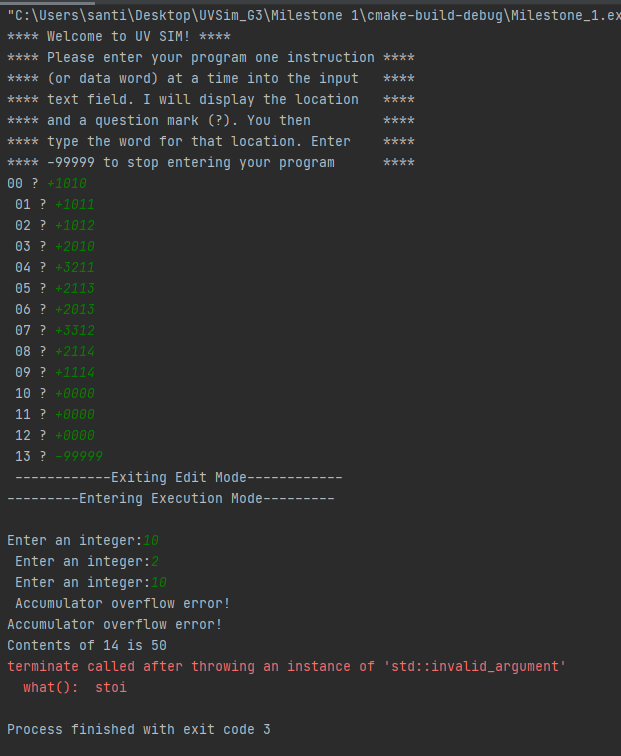 "C:\Users\santi\Desktop\UVSim_G3\Milestone 1\cmake-build-debug\Milestone_1.ex
**** Welcome to UV SIM! ****
**** Please enter your program one instruction ****
**** (or data word) at a time into the input   ****
**** text field. I will display the location   ****
**** and a question mark (?). You then         ****
**** type the word for that location. Enter    ****
**** -99999 to stop entering your program      ****
00 ? +1010
01 ? +1011
02 ? +1012
03 ? +2010
04 ? +3211
05 ? +2113
06 ? +2013
07 ? +3312
08 ? +2114
09 ? +1114
10 ? +0000
11 ? +0000
12 ? +0000
13 ? -99999
------------Exiting Edit Mode------------
---------Entering Execution Mode---------
Enter an integer:10
Enter an integer:2
Enter an integer:10
Accumulator overflow error!
Accumulator overflow error!
Contents of 14 is 50
terminate called after throwing an instance of 'std::invalid_argument'
what():  stoi
Process finished with exit code 3